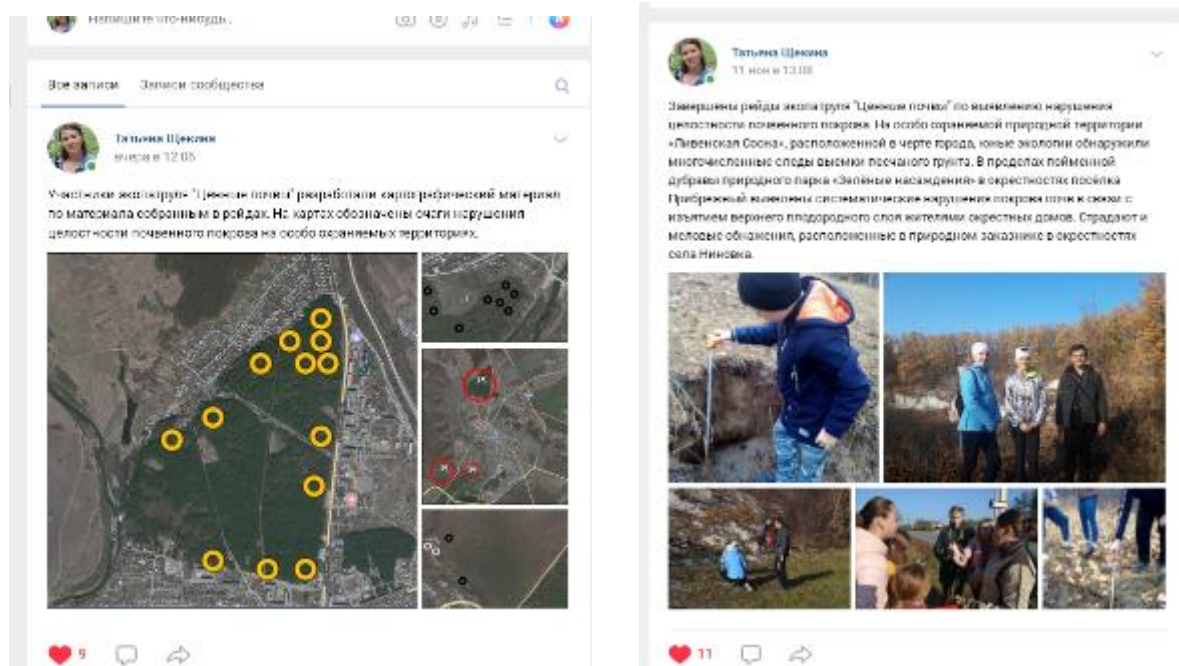 Напишите что-нибудь...
Все записи Записи сообщества
Татьяна Щекина
вчера в 12:06
Участники экопатруля "Ценные почвы" разработали картографический материал
по материала собранным в рейдах. На картах обозначены очаги нарушения
целостности почвенного покрова на особо охраняемых территориях.
9
Татьяна Щекина
11 ноя в 13:08
Завершены рейды экопатруля "Ценные почвы" по выявлению нарушения
целостности почвенного покрова. На особо охраняемой природной территории
«Ливенская Сосна», расположенной в черте города, юные экологи обнаружили
многочисленные следы выемки песчаного грунта. В пределах пойменной
дубравы природного парка «Зелёные насаждения» в окрестностях посёлка
Прибрежный выявлены систематические нарушения покрова почв в связи с
изъятием верхнего плодородного слоя жителями окрестных домов. Страдают и
меловые обнажения, расположенные в природном заказнике в окрестностях
села Ниновка.
11